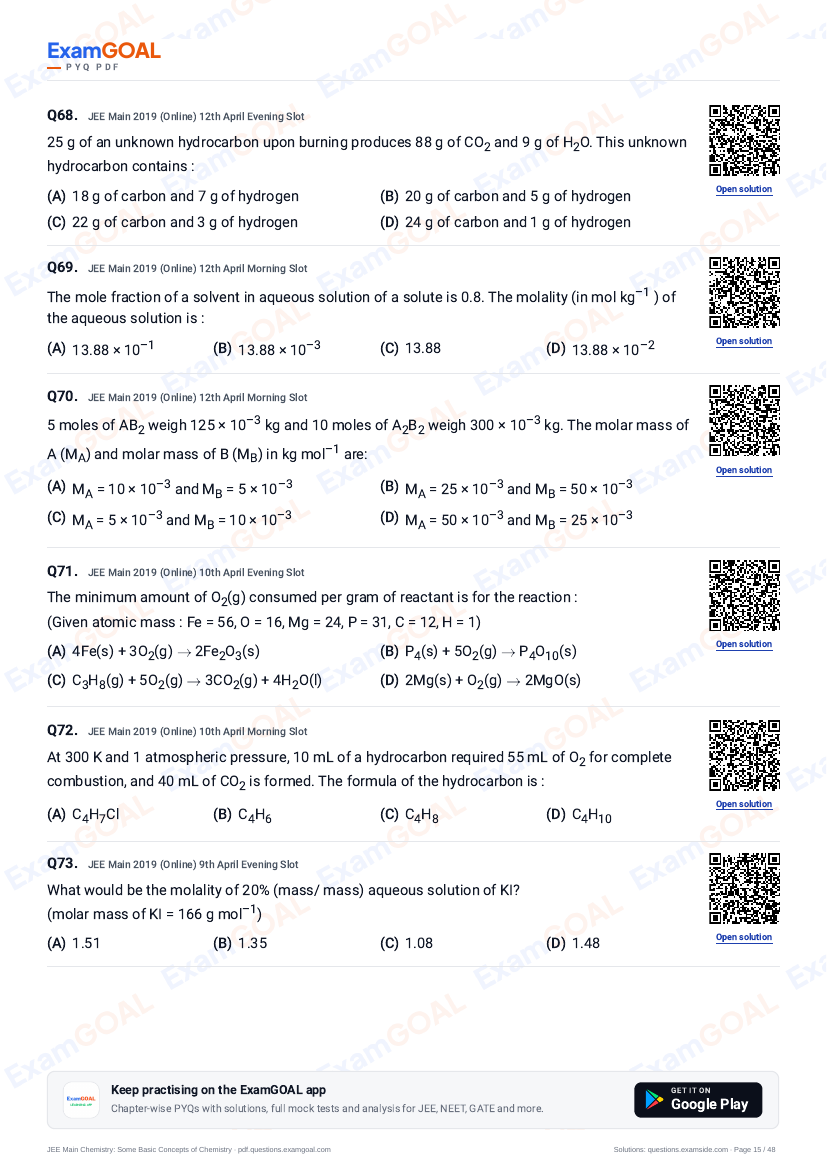 ExamGOAL
PYQ PDF
Q68. JEE Main 2019 (Online) 12th April Evening Slot
25 g of an unknown hydrocarbon upon burning produces 88 g of CO₂ and 9 g of H₂O. This unknown
hydrocarbon contains :
(A) 18 g of carbon and 7 g of hydrogen (B) 20 g of carbon and 5 g of hydrogen
(C) 22 g of carbon and 3 g of hydrogen (D) 24 g of carbon and 1 g of hydrogen
Open solution
Q69. JEE Main 2019 (Online) 12th April Morning Slot
The mole fraction of a solvent in aqueous solution of a solute is 0.8. The molality (in mol kg⁻¹ ) of
the aqueous solution is :
(A) 13.88 × 10⁻¹ (B) 13.88 × 10⁻³ (C) 13.88 (D) 13.88 × 10⁻²
Open solution
Q70. JEE Main 2019 (Online) 12th April Morning Slot
5 moles of AB₂ weigh 125 × 10⁻³ kg and 10 moles of A₂B₂ weigh 300 × 10⁻³ kg. The molar mass of
A (M_A) and molar mass of B (M_B) in kg mol⁻¹ are:
(A) M_A = 10 × 10⁻³ and M_B = 5 × 10⁻³ (B) M_A = 25 × 10⁻³ and M_B = 50 × 10⁻³
(C) M_A = 5 × 10⁻³ and M_B = 10 × 10⁻³ (D) M_A = 50 × 10⁻³ and M_B = 25 × 10⁻³
Open solution
Q71. JEE Main 2019 (Online) 10th April Evening Slot
The minimum amount of O₂(g) consumed per gram of reactant is for the reaction :
(Given atomic mass : Fe = 56, O = 16, Mg = 24, P = 31, C = 12, H = 1)
(A) 4Fe(s) + 3O₂(g) → 2Fe₂O₃(s) (B) P₄(s) + 5O₂(g) → P₄O₁₀(s)
(C) C₃H₈(g) + 5O₂(g) → 3CO₂(g) + 4H₂O(l) (D) 2Mg(s) + O₂(g) → 2MgO(s)
Open solution
Q72. JEE Main 2019 (Online) 10th April Morning Slot
At 300 K and 1 atmospheric pressure, 10 mL of a hydrocarbon required 55 mL of O₂ for complete
combustion, and 40 mL of CO₂ is formed. The formula of the hydrocarbon is :
(A) C₄H₇Cl (B) C₄H₆ (C) C₄H₈ (D) C₄H₁₀
Open solution
Q73. JEE Main 2019 (Online) 9th April Evening Slot
What would be the molality of 20% (mass/ mass) aqueous solution of KI?
(molar mass of KI = 166 g mol⁻¹)
(A) 1.51 (B) 1.35 (C) 1.08 (D) 1.48
Open solution
ExamGOAL
Keep practising on the ExamGOAL app
Chapter-wise PYQs with solutions, full mock tests and analysis for JEE, NEET, GATE and more.
GET IT ON
Google Play
JEE Main Chemistry: Some Basic Concepts of Chemistry · pdf.questions.examgoal.com Solutions: questions.examside.com · Page 15 / 48